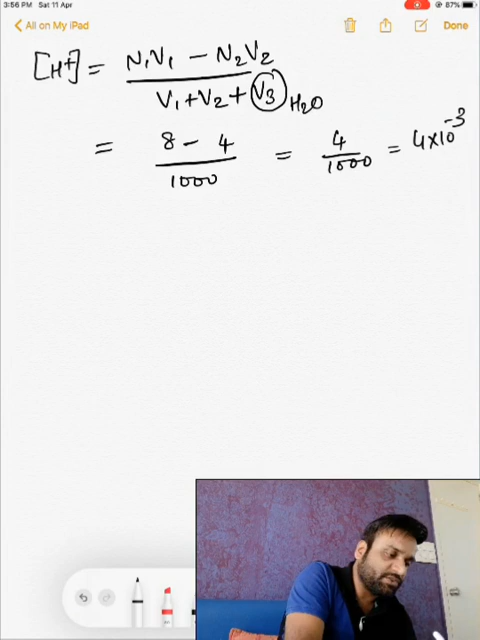 3:56 PM Sat 11 Apr 87%
All on My iPad Done
[H+] = N₁V₁ − N₂V₂ / V₁+V₂+V₃ H₂O
= 8 − 4 / 1000 = 4 / 1000 = 4×10⁻³